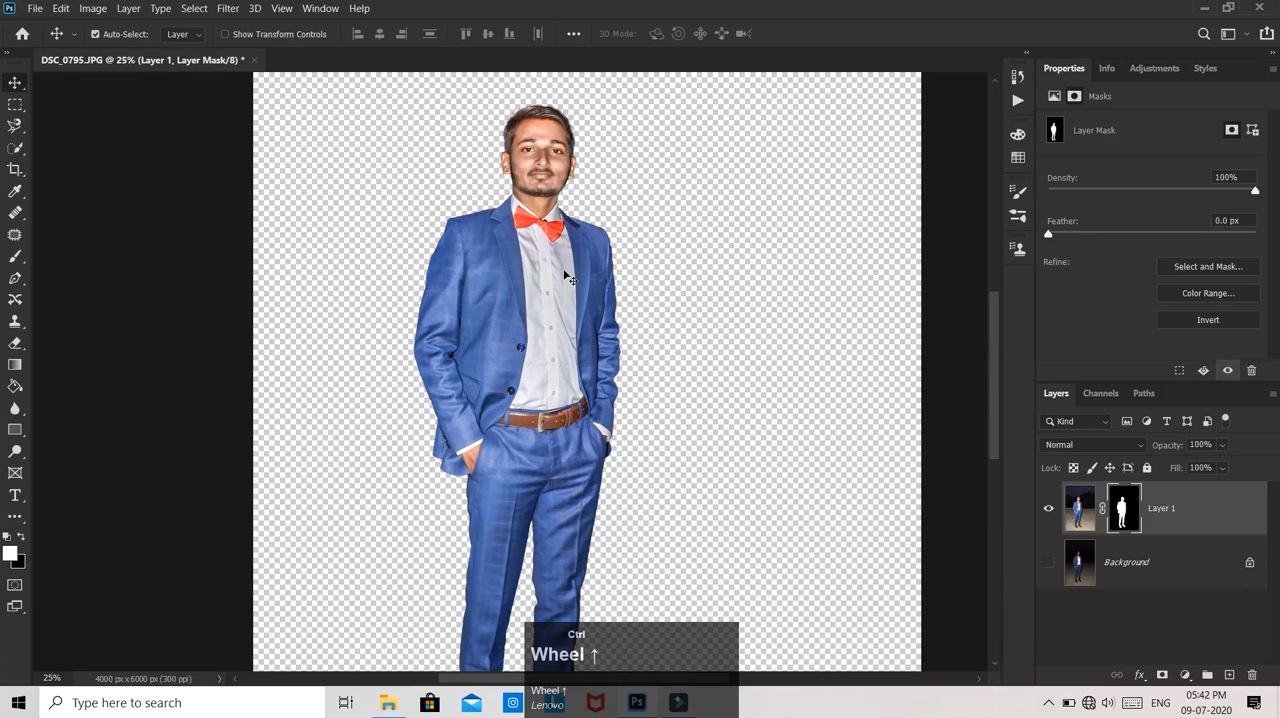 Ps File Edit Image Layer Type Select Filter 3D View Window Help
Auto-Select: Layer Show Transform Controls 3D Mode:
DSC_0795.JPG @ 25% (Layer 1, Layer Mask/8) *
Properties Info Adjustments Styles
Masks
Layer Mask
Density: 100%
Feather: 0.0 px
Refine: Select and Mask...
Color Range...
Invert
Layers Channels Paths
Kind
Normal Opacity: 100%
Lock: Fill: 100%
Layer 1
Background
Ctrl
Wheel ↑
25% 4000 px x 6000 px (300 ppi)
Wheel ↑
Lenovo
Type here to search
Ps
ENG
05:42 PM
09-07-2020